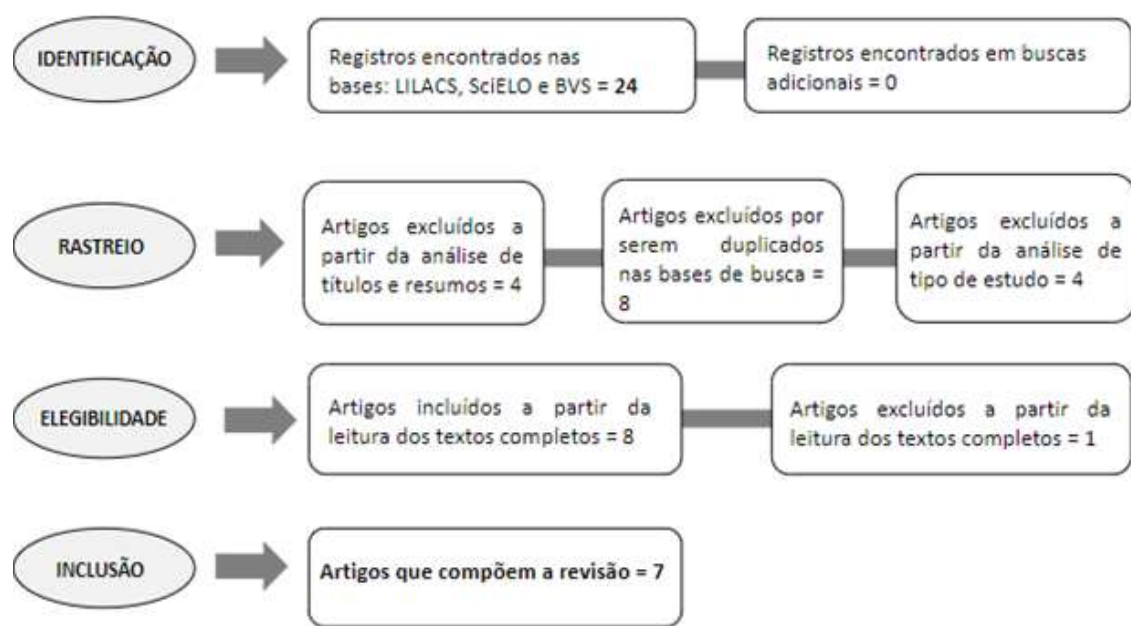 IDENTIFICAÇÃO
Registros encontrados nas
bases: LILACS, SciELO e BVS = 24
Registros encontrados em buscas
adicionais = 0
RASTREIO
Artigos excluídos a
partir da análise de
títulos e resumos = 4
Artigos excluídos por
serem duplicados
nas bases de busca =
8
Artigos excluídos a
partir da análise de
tipo de estudo = 4
ELEGIBILIDADE
Artigos incluídos a partir da
leitura dos textos completos = 8
Artigos excluídos a partir da
leitura dos textos completos = 1
INCLUSÃO
Artigos que compõem a revisão = 7